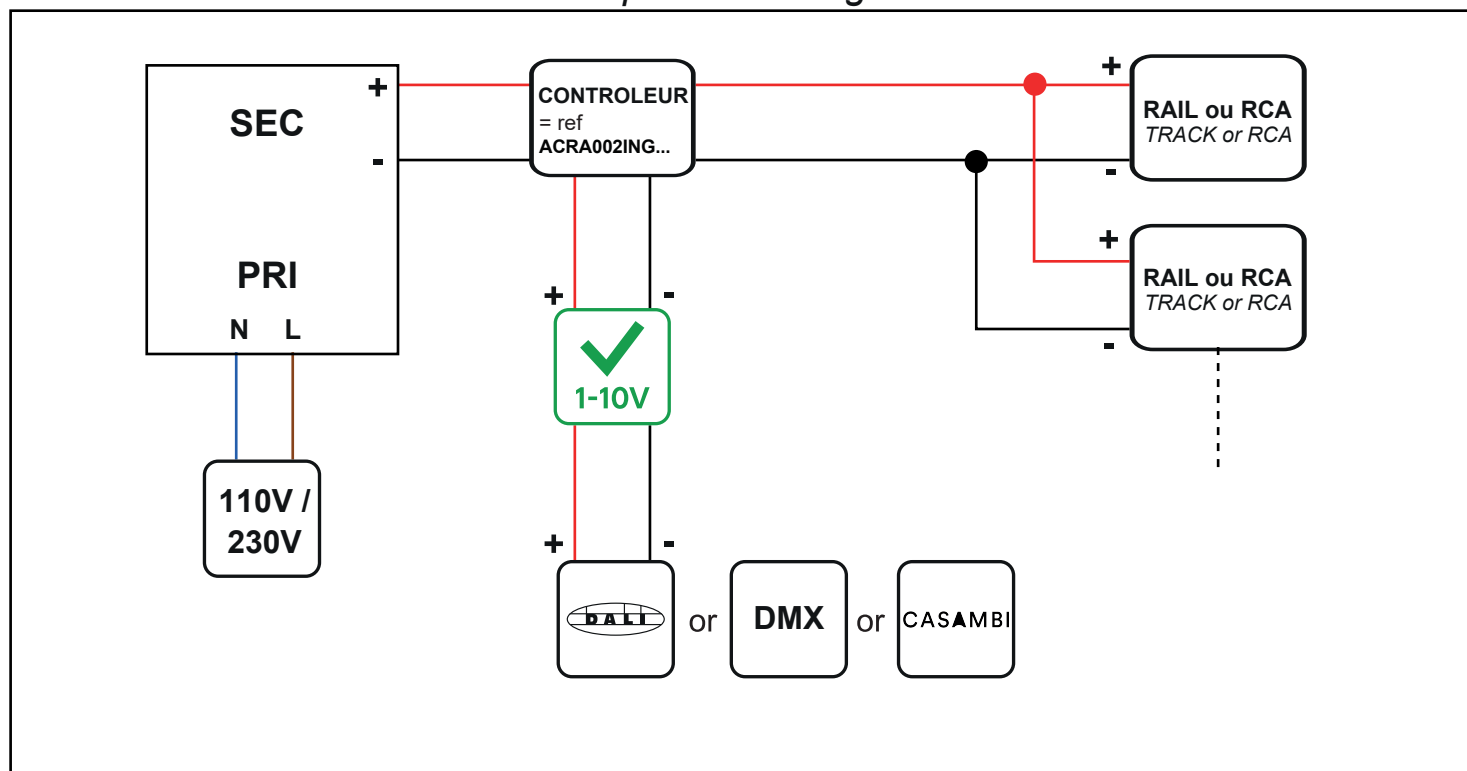 +
SEC
-
PRI
N L
110V /
230V
CONTROLEUR
= ref
ACRA002ING...
+ -
1-10V
+ -
DALI
or
DMX
or
CASAMBI
+
RAIL ou RCA
TRACK or RCA
-
+
RAIL ou RCA
TRACK or RCA
-